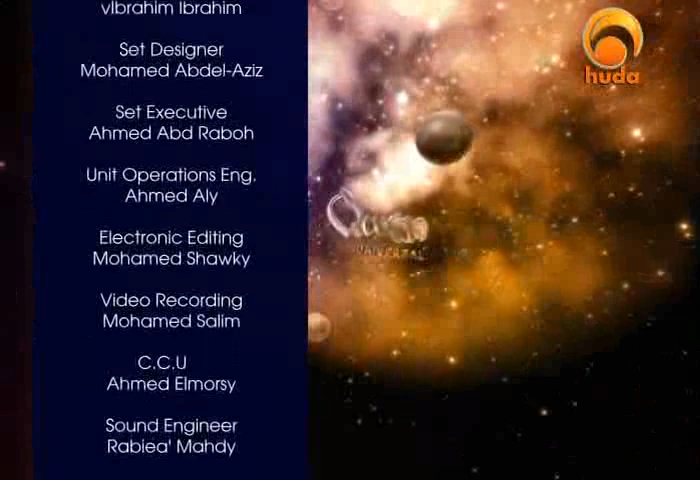 vIbrahim Ibrahim
Set Designer
Mohamed Abdel-Aziz
Set Executive
Ahmed Abd Raboh
Unit Operations Eng.
Ahmed Aly
Electronic Editing
Mohamed Shawky
Video Recording
Mohamed Salim
C.C.U
Ahmed Elmorsy
Sound Engineer
Rabiea' Mahdy
huda